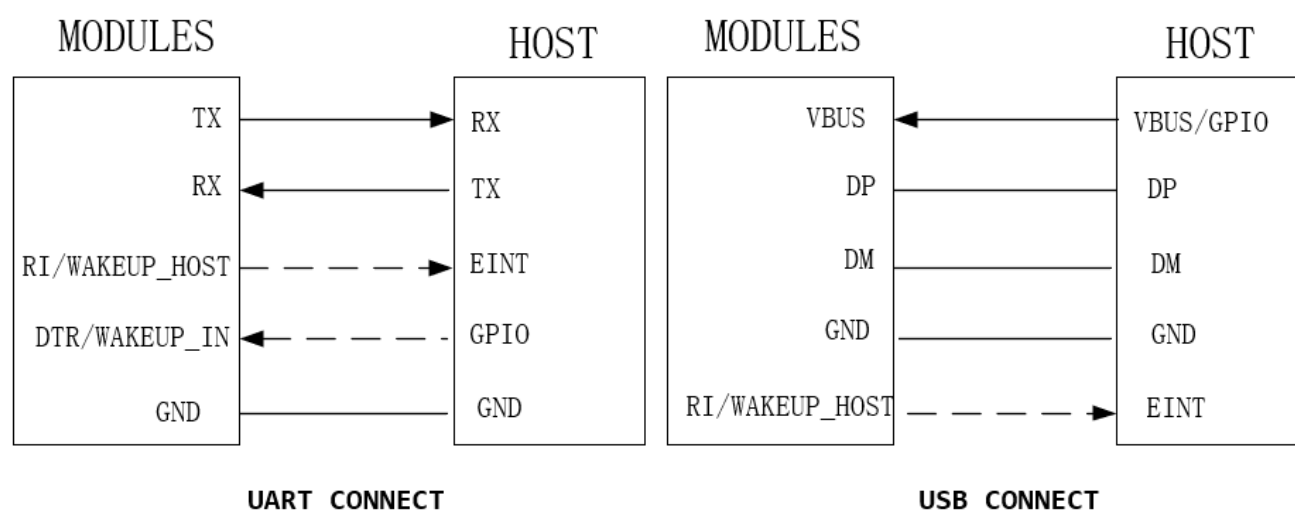 MODULES
HOST
TX
RX
RX
TX
RI/WAKEUP_HOST
EINT
DTR/WAKEUP_IN
GPIO
GND
GND
UART CONNECT
MODULES
HOST
VBUS
VBUS/GPIO
DP
DP
DM
DM
GND
GND
RI/WAKEUP_HOST
EINT
USB CONNECT